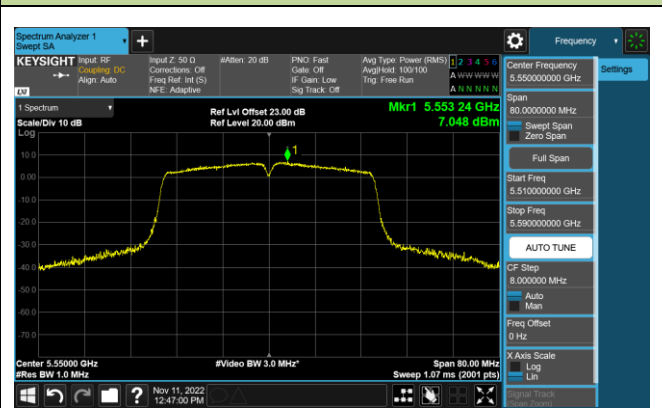 Spectrum Analyzer 1
Swept SA
Frequency
KEYSIGHT
Input: RF
Coupling: DC
Align: Auto
Input Z: 50 Ω
Corrections: Off
Freq Ref: Int (S)
NFE: Adaptive
#Atten: 20 dB
PNO: Fast
Gate: Off
IF Gain: Low
Sig Track: Off
Avg Type: Power (RMS)
Avg|Hold: 100/100
Trig: Free Run
1 2 3 4 5 6
A W W W W W
A N N N N N
LXI
1 Spectrum
Scale/Div 10 dB
Log
Ref Lvl Offset 23.00 dB
Ref Level 20.00 dBm
Mkr1 5.553 24 GHz
7.048 dBm
1
10.0
0.00
-10.0
-20.0
-30.0
-40.0
-50.0
-60.0
-70.0
Center 5.55000 GHz
#Res BW 1.0 MHz
#Video BW 3.0 MHz*
Span 80.00 MHz
Sweep 1.07 ms (2001 pts)
Nov 11, 2022
12:47:00 PM
Center Frequency
5.550000000 GHz
Settings
Span
80.0000000 MHz
Swept Span
Zero Span
Full Span
Start Freq
5.510000000 GHz
Stop Freq
5.590000000 GHz
AUTO TUNE
CF Step
8.000000 MHz
Auto
Man
Freq Offset
0 Hz
X Axis Scale
Log
Lin
Signal Track
(Span Zoom)